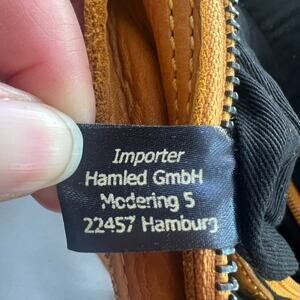 Importer
Hamled GmbH
Modering 5
22457 Hamburg